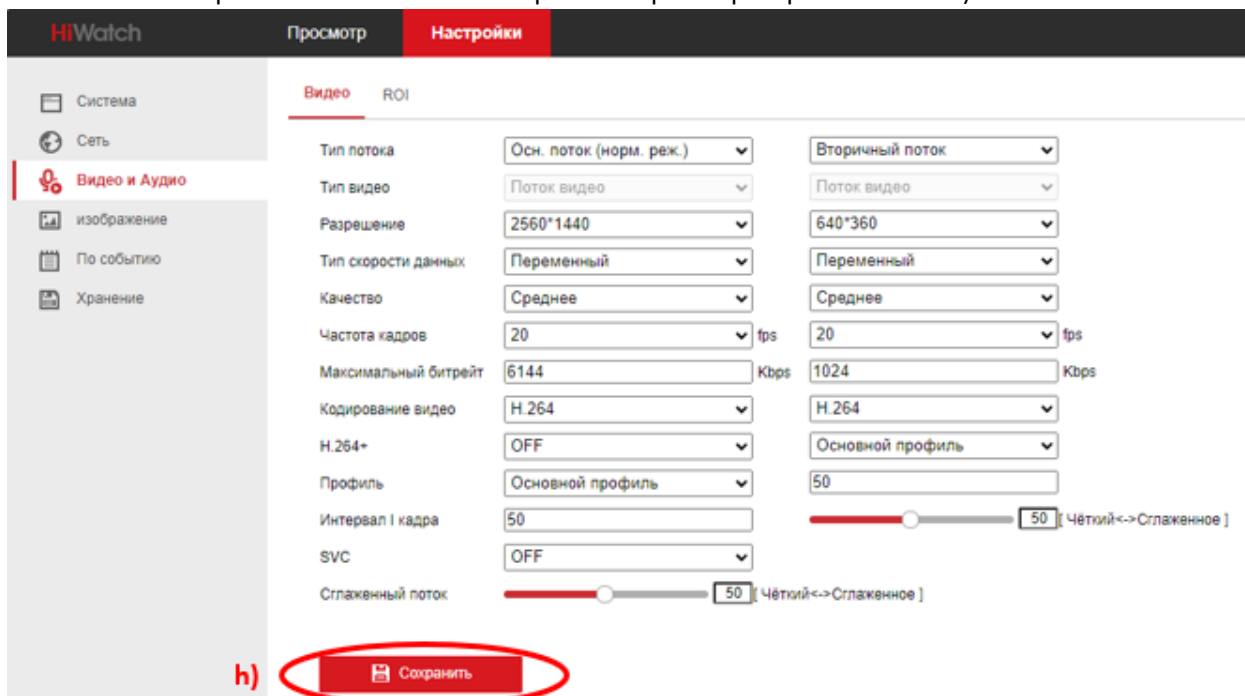 HiWatch Просмотр Настройки
Система
Сеть
Видео и Аудио
изображение
По событию
Хранение
Видео ROI
Тип потока Осн. поток (норм. реж.) Вторичный поток
Тип видео Поток видео Поток видео
Разрешение 2560*1440 640*360
Тип скорости данных Переменный Переменный
Качество Среднее Среднее
Частота кадров 20 fps 20 fps
Максимальный битрейт 6144 Kbps 1024 Kbps
Кодирование видео H.264 H.264
H.264+ OFF Основной профиль
Профиль Основной профиль 50
Интервал I кадра 50 50 [ Чёткий<->Сглаженное ]
SVC OFF
Сглаженный поток 50 [ Чёткий<->Сглаженное ]
h) Сохранить